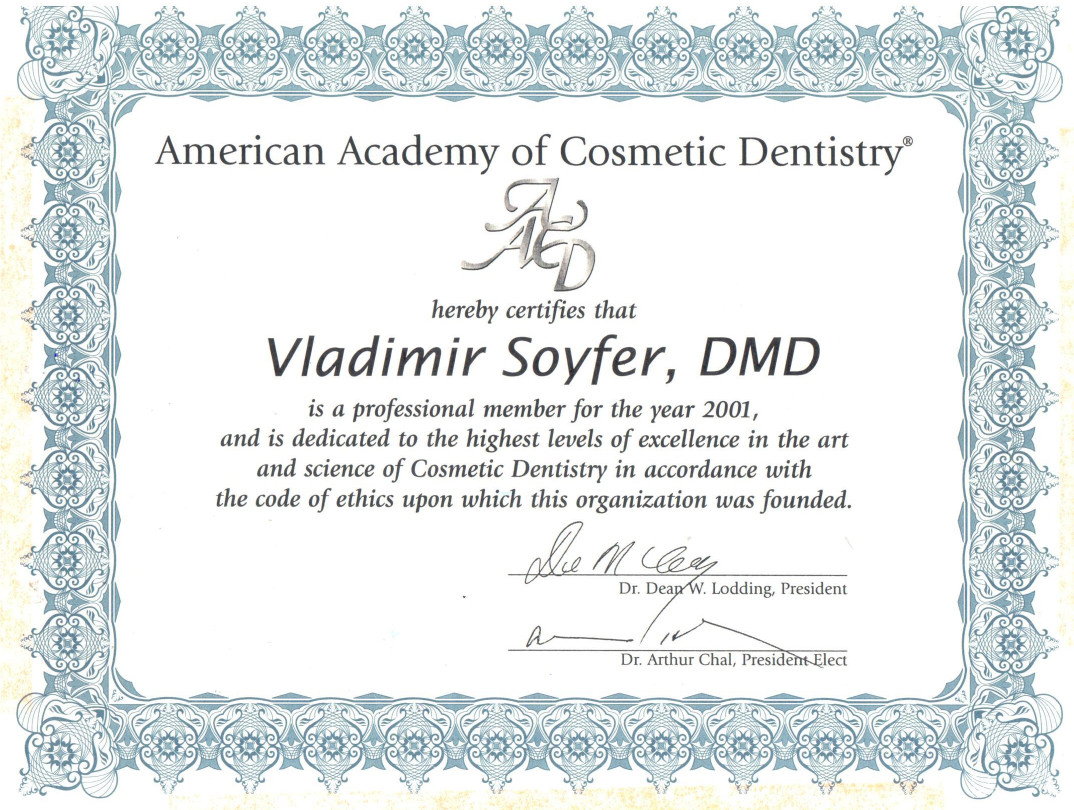 American Academy of Cosmetic Dentistry®
AACD
hereby certifies that
Vladimir Soyfer, DMD
is a professional member for the year 2001,
and is dedicated to the highest levels of excellence in the art
and science of Cosmetic Dentistry in accordance with
the code of ethics upon which this organization was founded.
Dr. Dean W. Lodding, President
Dr. Arthur Chal, President Elect